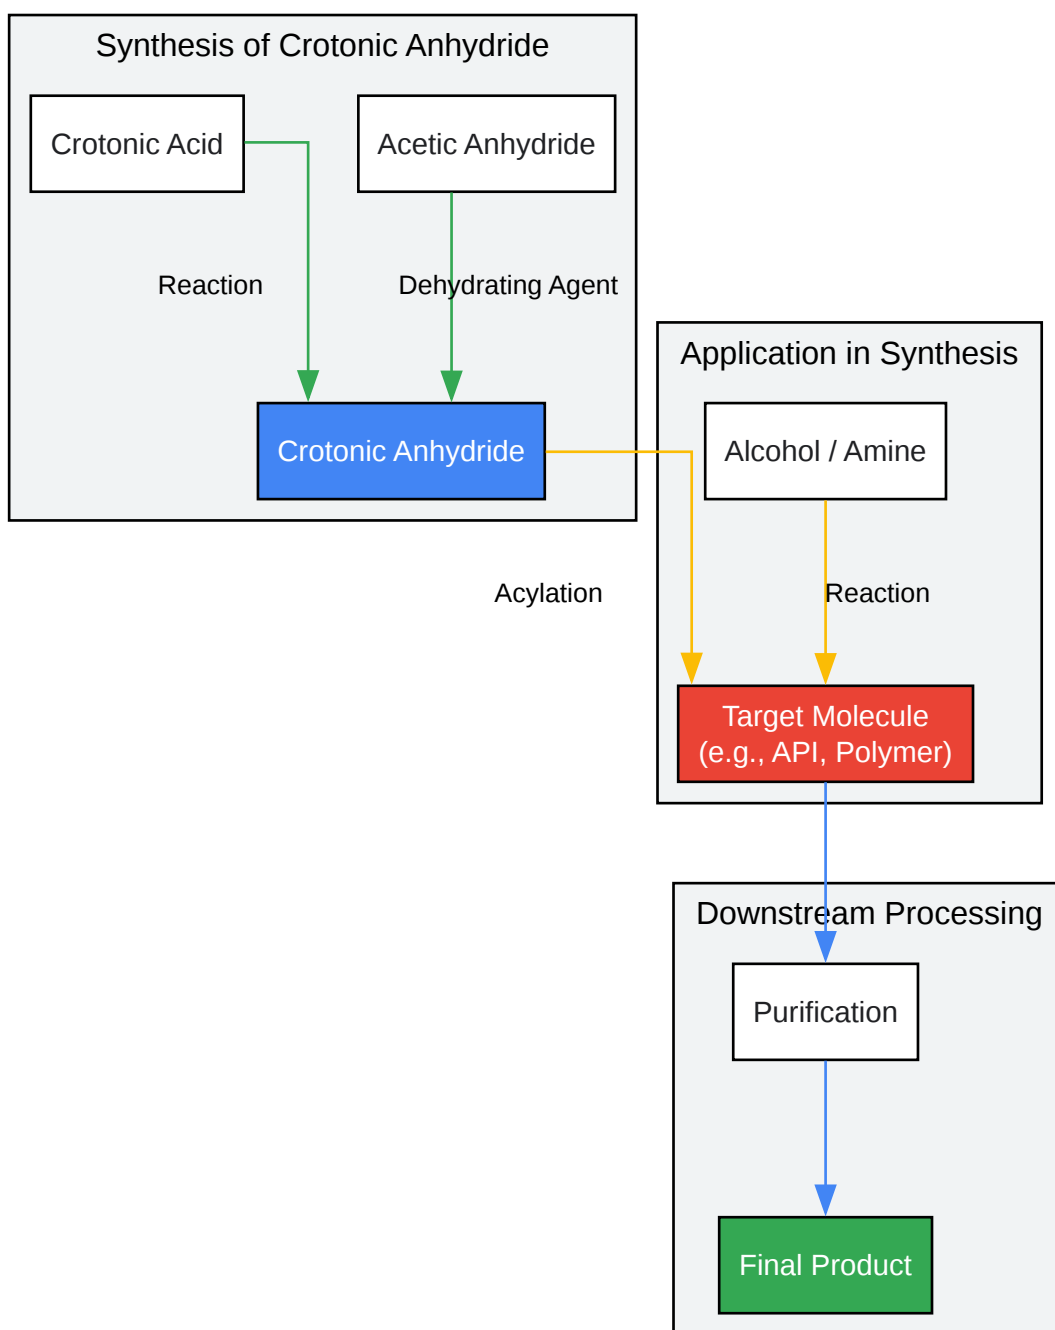 Synthesis of Crotonic Anhydride
Crotonic Acid
Acetic Anhydride
Reaction
Dehydrating Agent
Crotonic Anhydride
Application in Synthesis
Alcohol / Amine
Acylation
Reaction
Target Molecule
(e.g., API, Polymer)
Downstream Processing
Purification
Final Product